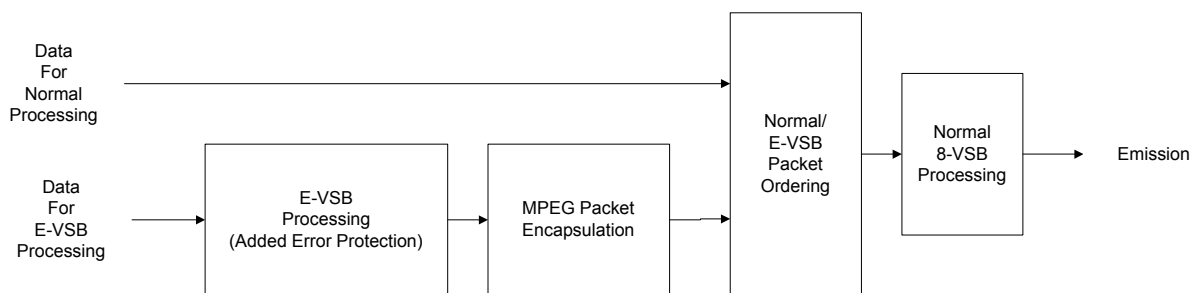 Data
For
Normal
Processing
Data
For
E-VSB
Processing
E-VSB
Processing
(Added Error Protection)
MPEG Packet
Encapsulation
Normal/
E-VSB
Packet
Ordering
Normal
8-VSB
Processing
Emission